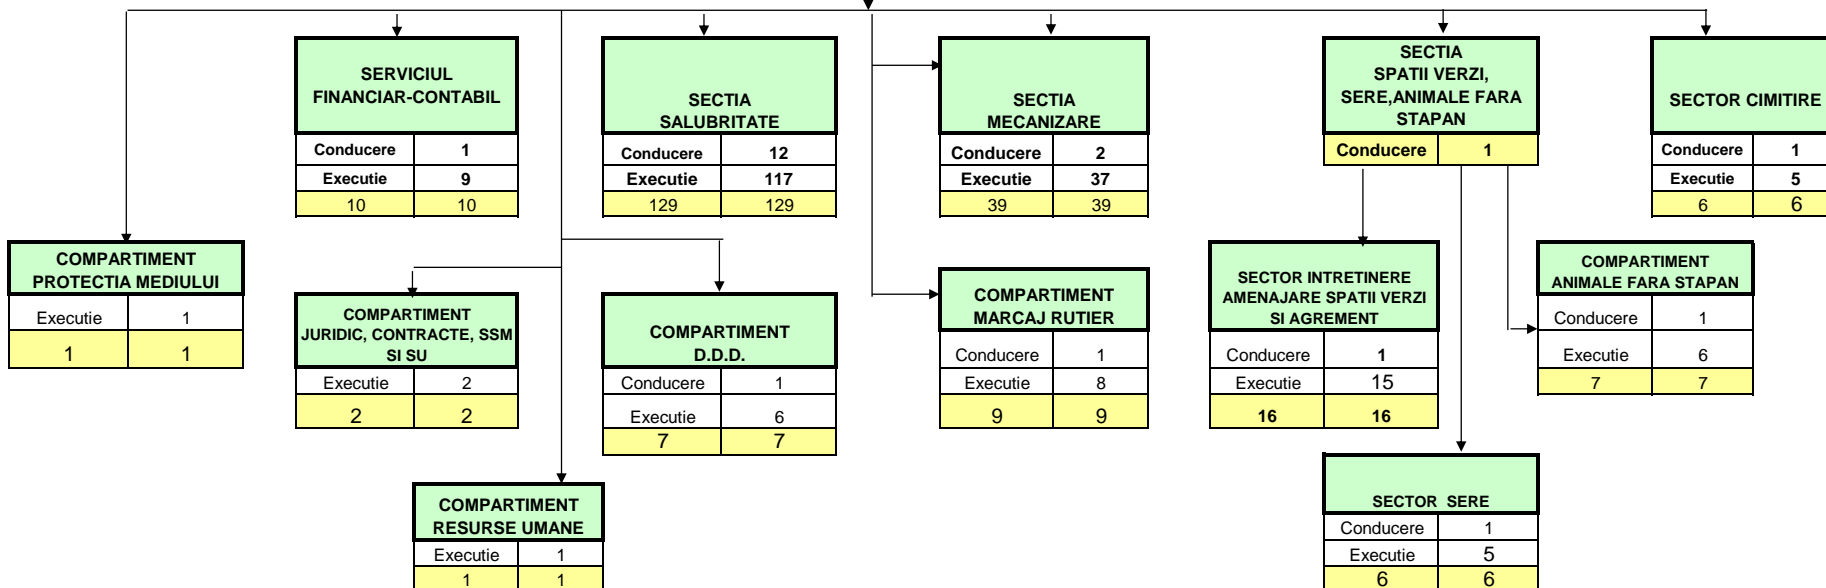 SERVICIUL
FINANCIAR-CONTABIL
Conducere 1
Executie 9
10 10
SECTIA
SALUBRITATE
Conducere 12
Executie 117
129 129
SECTIA
MECANIZARE
Conducere 2
Executie 37
39 39
SECTIA
SPATII VERZI,
SERE,ANIMALE FARA
STAPAN
Conducere 1
SECTOR CIMITIRE
Conducere 1
Executie 5
6 6
COMPARTIMENT
PROTECTIA MEDIULUI
Executie 1
1 1
COMPARTIMENT
JURIDIC, CONTRACTE, SSM
SI SU
Executie 2
2 2
COMPARTIMENT
D.D.D.
Conducere 1
Executie 6
7 7
COMPARTIMENT
MARCAJ RUTIER
Conducere 1
Executie 8
9 9
SECTOR INTRETINERE
AMENAJARE SPATII VERZI
SI AGREMENT
Conducere 1
Executie 15
16 16
COMPARTIMENT
ANIMALE FARA STAPAN
Conducere 1
Executie 6
7 7
COMPARTIMENT
RESURSE UMANE
Executie 1
1 1
SECTOR SERE
Conducere 1
Executie 5
6 6